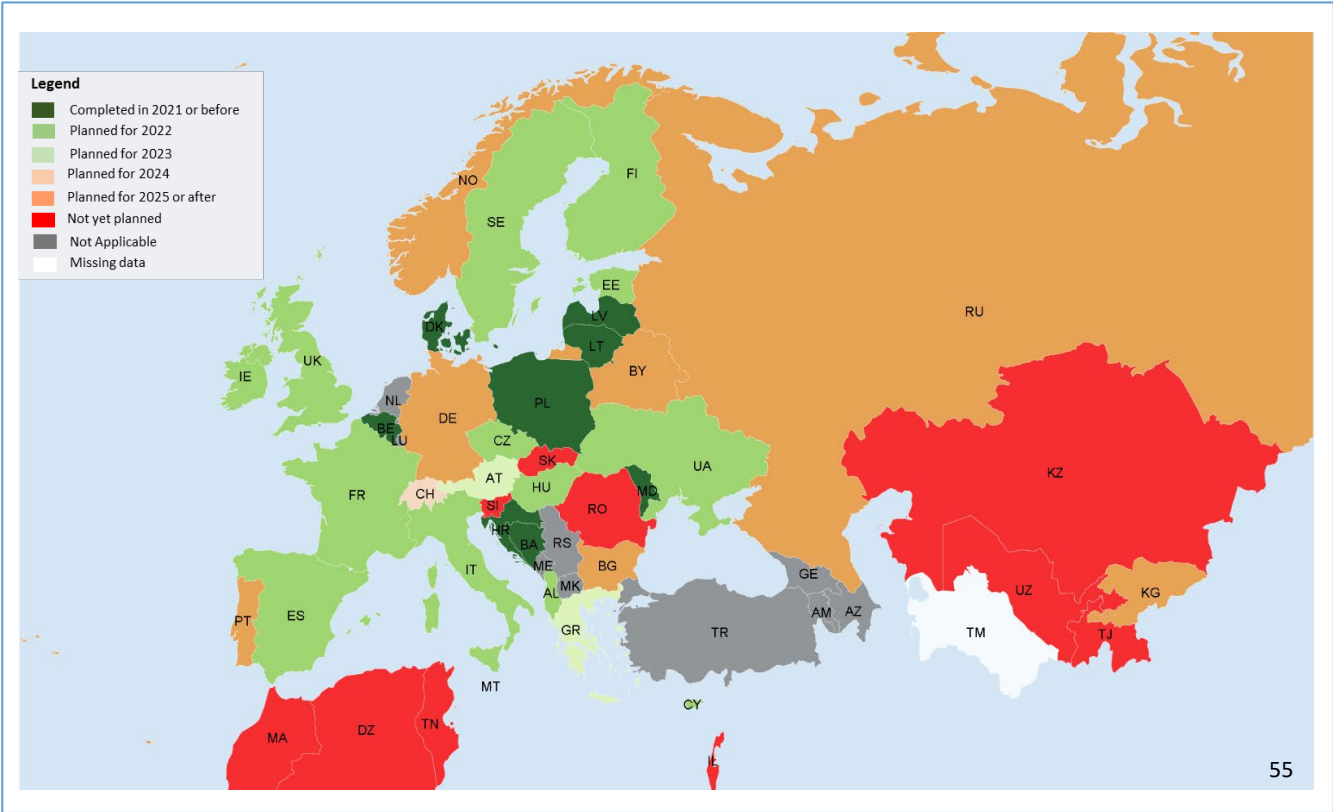 Legend
Completed in 2021 or before
Planned for 2022
Planned for 2023
Planned for 2024
Planned for 2025 or after
Not yet planned
Not Applicable
Missing data
NO
FI
SE
EE
RU
LV
DK
LT
UK
IE
BY
NL
PL
DE
BE
LU
CZ
SK
UA
KZ
AT
HU
MD
CH
FR
SI
RO
HR
BA
RS
ME
BG
GE
IT
MK
AL
UZ
KG
AM
AZ
ES
PT
GR
TR
TM
TJ
MT
CY
MA
DZ
TN
IL
55